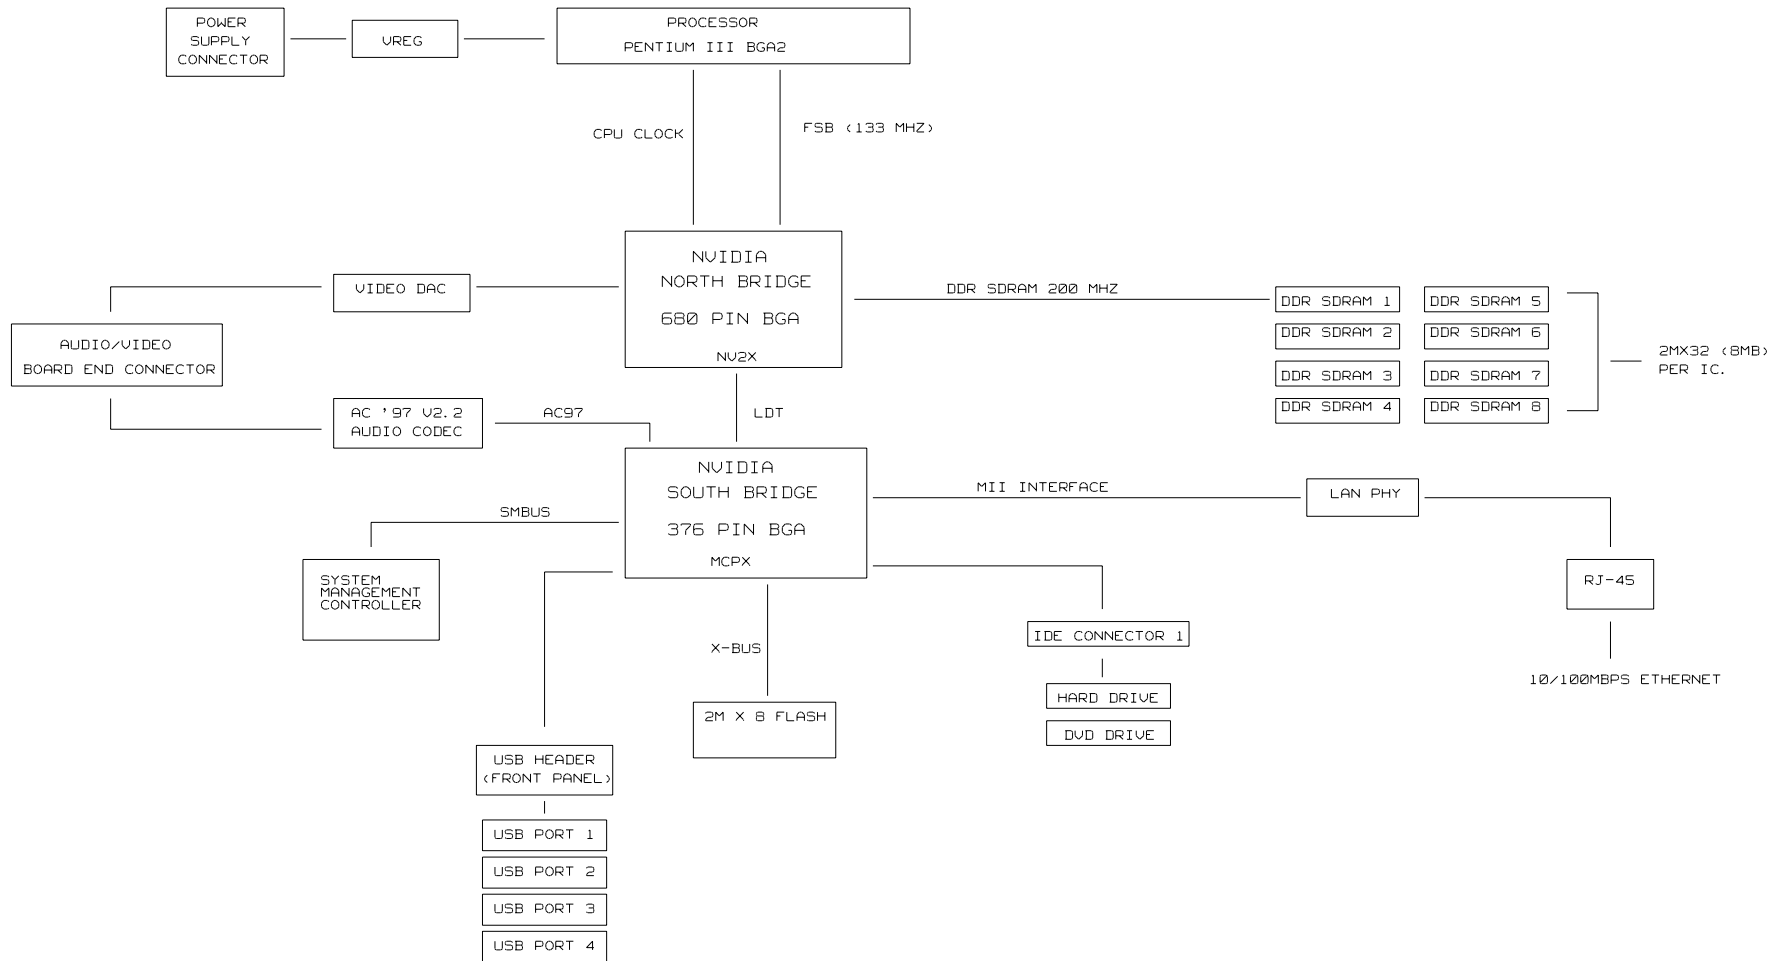 POWER
SUPPLY
CONNECTOR
VREG
PROCESSOR
PENTIUM III BGA2
CPU CLOCK
FSB (133 MHZ)
NVIDIA
NORTH BRIDGE
680 PIN BGA
NV2X
VIDEO DAC
AUDIO/VIDEO
BOARD END CONNECTOR
DDR SDRAM 200 MHZ
DDR SDRAM 1
DDR SDRAM 2
DDR SDRAM 3
DDR SDRAM 4
DDR SDRAM 5
DDR SDRAM 6
DDR SDRAM 7
DDR SDRAM 8
2MX32 (8MB)
PER IC.
AC '97 V2.2
AUDIO CODEC
AC97
LDT
NVIDIA
SOUTH BRIDGE
376 PIN BGA
MCPX
MII INTERFACE
LAN PHY
SMBUS
SYSTEM
MANAGEMENT
CONTROLLER
RJ-45
10/100MBPS ETHERNET
X-BUS
2M X 8 FLASH
IDE CONNECTOR 1
HARD DRIVE
DVD DRIVE
USB HEADER
(FRONT PANEL)
USB PORT 1
USB PORT 2
USB PORT 3
USB PORT 4